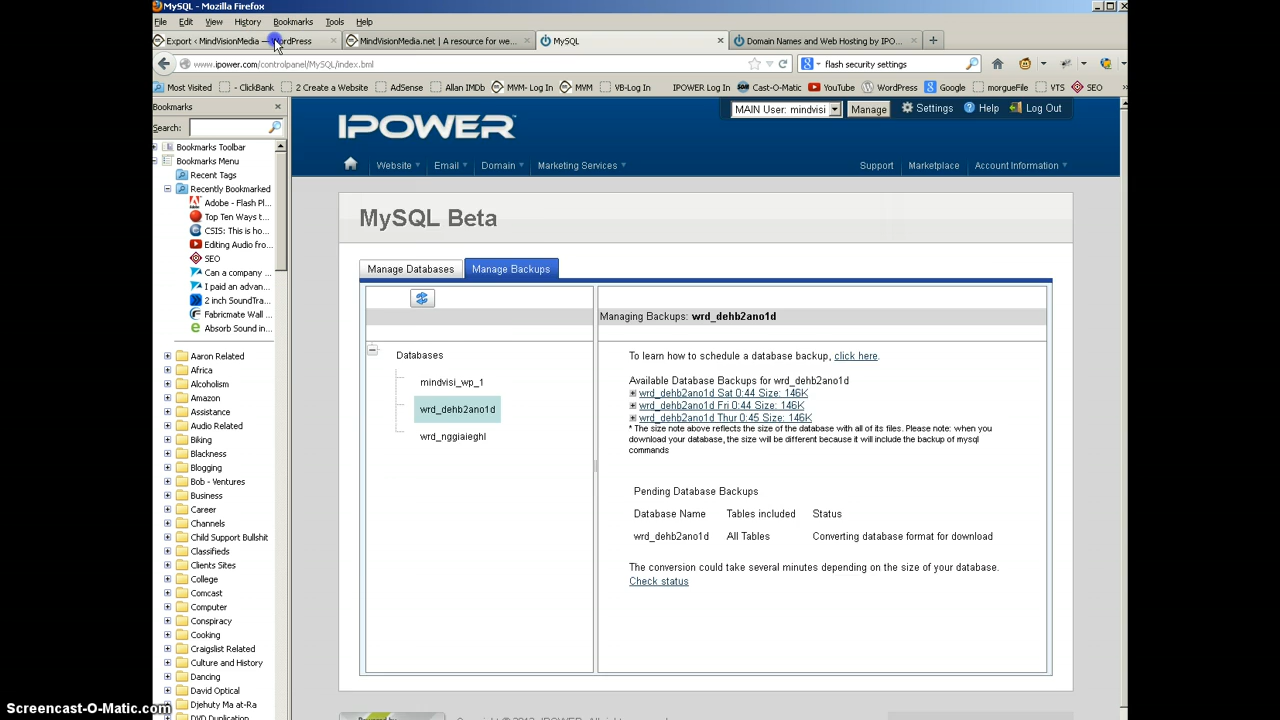 MySQL - Mozilla Firefox
File Edit View History Bookmarks Tools Help
Export ‹ MindVisionMedia — WordPress
MindVisionMedia.net | A resource for we...
MySQL
Domain Names and Web Hosting by IPO...
www.ipower.com/controlpanel/MySQL/index.bml
flash security settings
Most Visited - ClickBank 2 Create a Website AdSense Allan IMDb MVM- Log In MVM VB-Log In IPOWER Log In Cast-O-Matic YouTube WordPress Google morgueFile VTS SEO
Bookmarks
Search:
Bookmarks Toolbar
Bookmarks Menu
Recent Tags
Recently Bookmarked
Adobe - Flash Pl...
Top Ten Ways t...
CSIS: This is ho...
Editing Audio fro...
SEO
Can a company ...
I paid an advan...
2 inch SoundTra...
Fabricmate Wall ...
Absorb Sound in...
Aaron Related
Africa
Alcoholism
Amazon
Assistance
Audio Related
Biking
Blackness
Blogging
Bob - Ventures
Business
Career
Channels
Child Support Bullshit
Classifieds
Clients Sites
College
Comcast
Computer
Conspiracy
Cooking
Craigslist Related
Culture and History
Dancing
David Optical
Djehuty Ma at-Ra
DVD Duplication
MAIN User: mindvisi Manage Settings Help Log Out
IPOWER
Website Email Domain Marketing Services Support Marketplace Account Information
MySQL Beta
Manage Databases Manage Backups
Databases
mindvisi_wp_1
wrd_dehb2ano1d
wrd_nggiaieghl
Managing Backups: wrd_dehb2ano1d
To learn how to schedule a database backup, click here.
Available Database Backups for wrd_dehb2ano1d
wrd_dehb2ano1d Sat 0:44 Size: 146K
wrd_dehb2ano1d Fri 0:44 Size: 146K
wrd_dehb2ano1d Thur 0:45 Size: 146K
* The size note above reflects the size of the database with all of its files. Please note: when you
download your database, the size will be different because it will include the backup of mysql
commands
Pending Database Backups
Database Name Tables included Status
wrd_dehb2ano1d All Tables Converting database format for download
The conversion could take several minutes depending on the size of your database.
Check status
Screencast-O-Matic.com